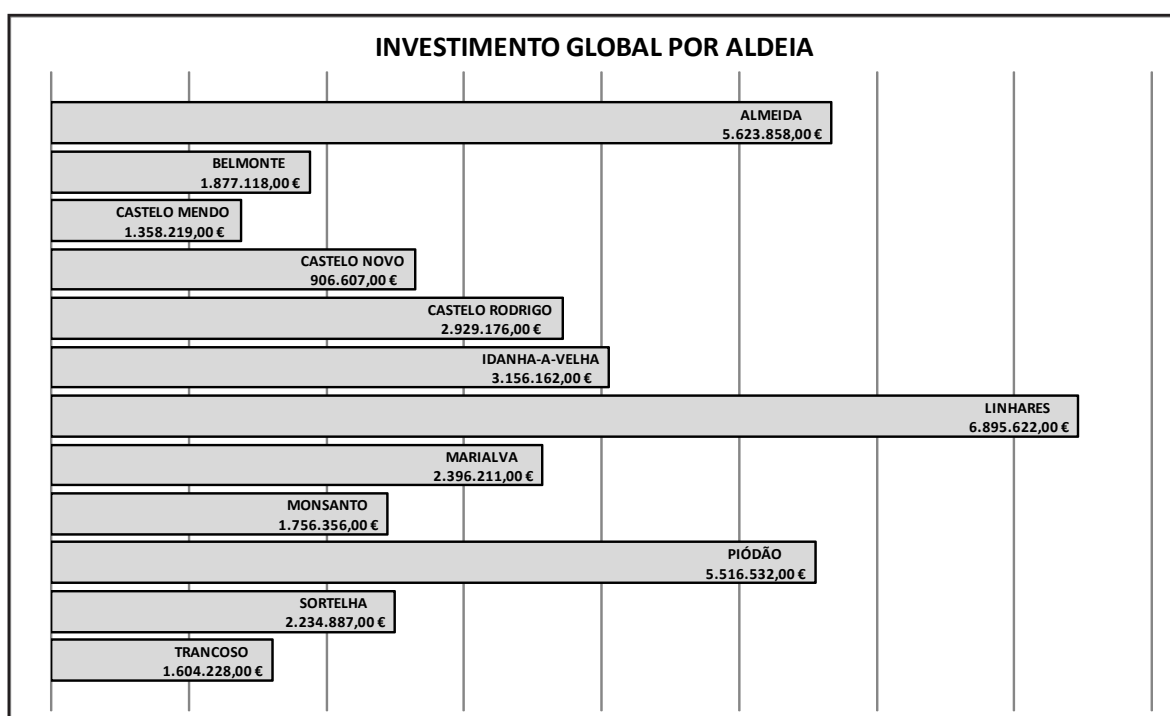 INVESTIMENTO GLOBAL POR ALDEIA
ALMEIDA
5.623.858,00 €
BELMONTE
1.877.118,00 €
CASTELO MENDO
1.358.219,00 €
CASTELO NOVO
906.607,00 €
CASTELO RODRIGO
2.929.176,00 €
IDANHA-A-VELHA
3.156.162,00 €
LINHARES
6.895.622,00 €
MARIALVA
2.396.211,00 €
MONSANTO
1.756.356,00 €
PIÓDÃO
5.516.532,00 €
SORTELHA
2.234.887,00 €
TRANCOSO
1.604.228,00 €